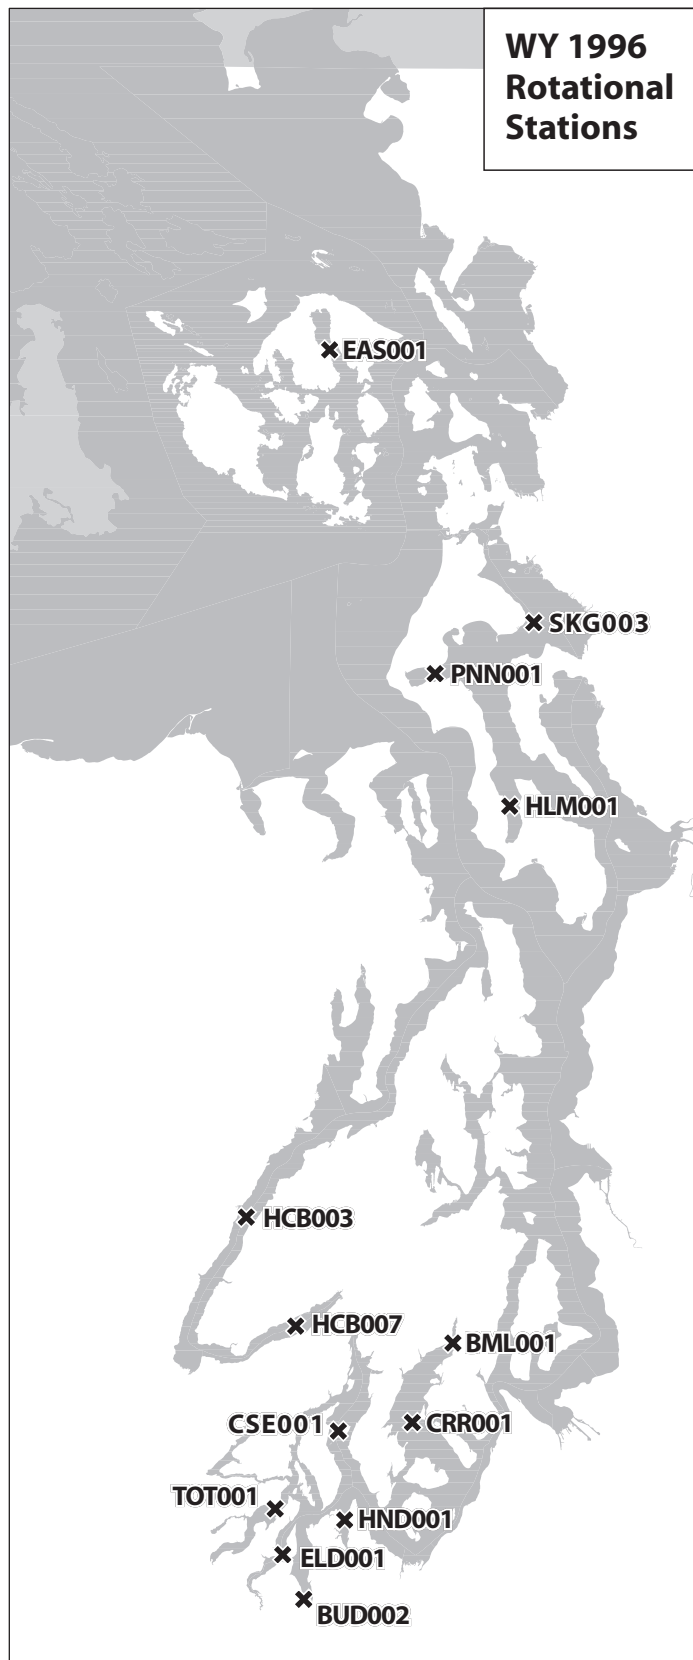 WY 1996
Rotational
Stations
EAS001
SKG003
PNN001
HLM001
HCB003
HCB007
BML001
CSE001
CRR001
TOT001
HND001
ELD001
BUD002